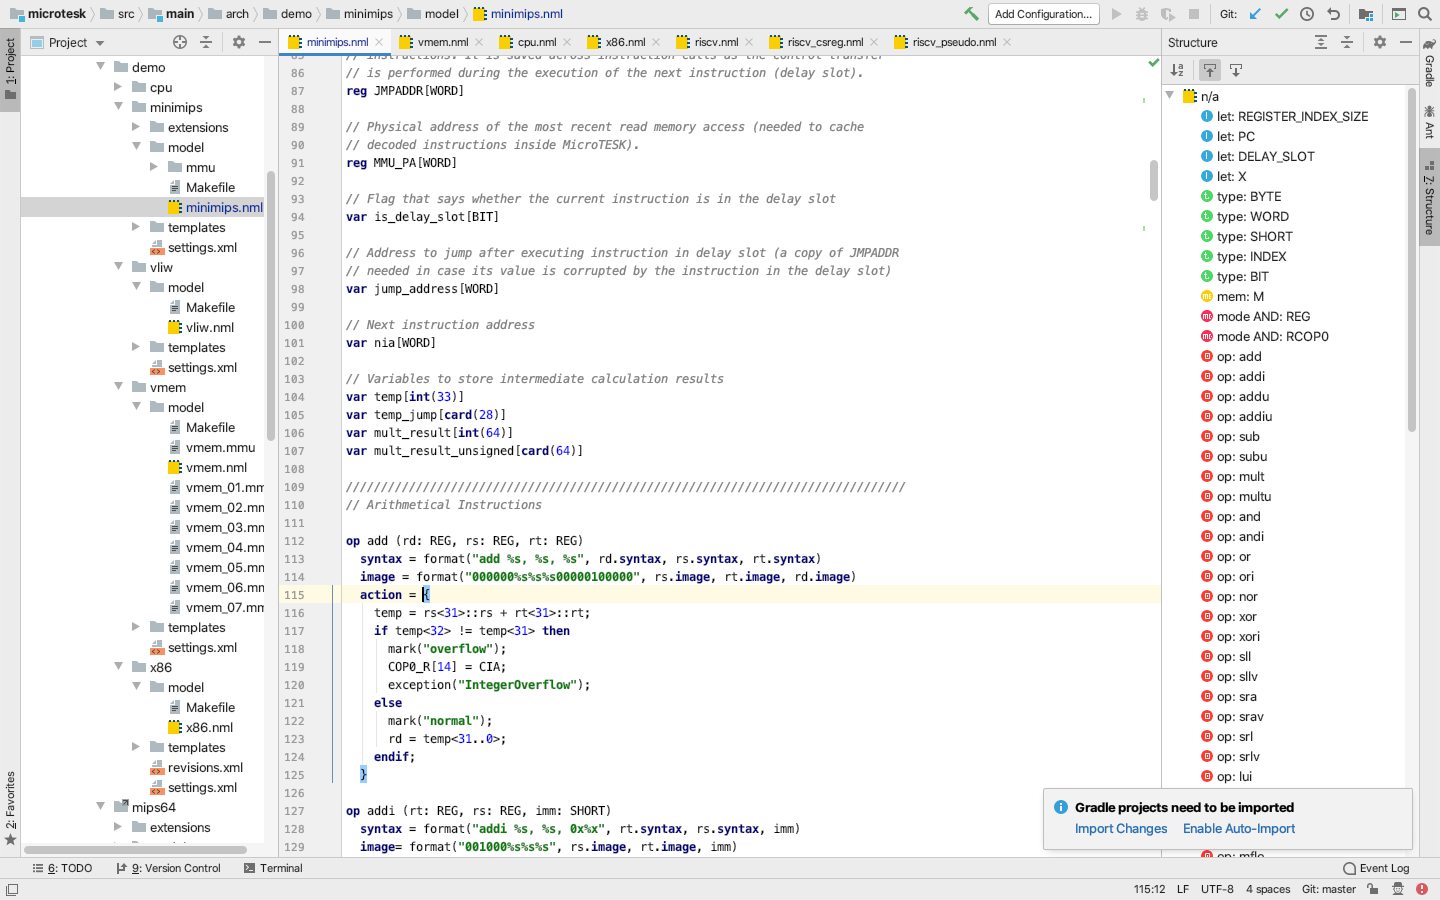 microtesk src main arch demo minimips model minimips.nml
Add Configuration... Git:
1: Project
2: Favorites
Project
demo
cpu
minimips
extensions
model
mmu
Makefile
minimips.nml
templates
settings.xml
vliw
model
Makefile
vliw.nml
templates
settings.xml
vmem
model
Makefile
vmem.mmu
vmem.nml
vmem_01.mm
vmem_02.mm
vmem_03.mm
vmem_04.mm
vmem_05.mm
vmem_06.mm
vmem_07.mm
templates
settings.xml
x86
model
Makefile
x86.nml
templates
revisions.xml
settings.xml
mips64
extensions
minimips.nml vmem.nml cpu.nml x86.nml riscv.nml riscv_csreg.nml riscv_pseudo.nml
85 // instructions. It is saved across instruction calls as the control transfer
86 // is performed during the execution of the next instruction (delay slot).
87 reg JMPADDR[WORD]
88
89 // Physical address of the most recent read memory access (needed to cache
90 // decoded instructions inside MicroTESK).
91 reg MMU_PA[WORD]
92
93 // Flag that says whether the current instruction is in the delay slot
94 var is_delay_slot[BIT]
95
96 // Address to jump after executing instruction in delay slot (a copy of JMPADDR
97 // needed in case its value is corrupted by the instruction in the delay slot)
98 var jump_address[WORD]
99
100 // Next instruction address
101 var nia[WORD]
102
103 // Variables to store intermediate calculation results
104 var temp[int(33)]
105 var temp_jump[card(28)]
106 var mult_result[int(64)]
107 var mult_result_unsigned[card(64)]
108
109 ////////////////////////////////////////////////////////////////////////////////
110 // Arithmetical Instructions
111
112 op add (rd: REG, rs: REG, rt: REG)
113 syntax = format("add %s, %s, %s", rd.syntax, rs.syntax, rt.syntax)
114 image = format("000000%s%s%s00000100000", rs.image, rt.image, rd.image)
115 action = {
116 temp = rs<31>::rs + rt<31>::rt;
117 if temp<32> != temp<31> then
118 mark("overflow");
119 COP0_R[14] = CIA;
120 exception("IntegerOverflow");
121 else
122 mark("normal");
123 rd = temp<31..0>;
124 endif;
125 }
126
127 op addi (rt: REG, rs: REG, imm: SHORT)
128 syntax = format("addi %s, %s, 0x%x", rt.syntax, rs.syntax, imm)
129 image= format("001000%s%s%s", rs.image, rt.image, imm)
Structure
n/a
let: REGISTER_INDEX_SIZE
let: PC
let: DELAY_SLOT
let: X
type: BYTE
type: WORD
type: SHORT
type: INDEX
type: BIT
mem: M
mode AND: REG
mode AND: RCOP0
op: add
op: addi
op: addu
op: addiu
op: sub
op: subu
op: mult
op: multu
op: and
op: andi
op: or
op: ori
op: nor
op: xor
op: xori
op: sll
op: sllv
op: sra
op: srav
op: srl
op: srlv
op: lui
op: mflo
Gradle projects need to be imported
Import Changes Enable Auto-Import
Gradle
Ant
7: Structure
6: TODO 9: Version Control Terminal Event Log
115:12 LF UTF-8 4 spaces Git: master